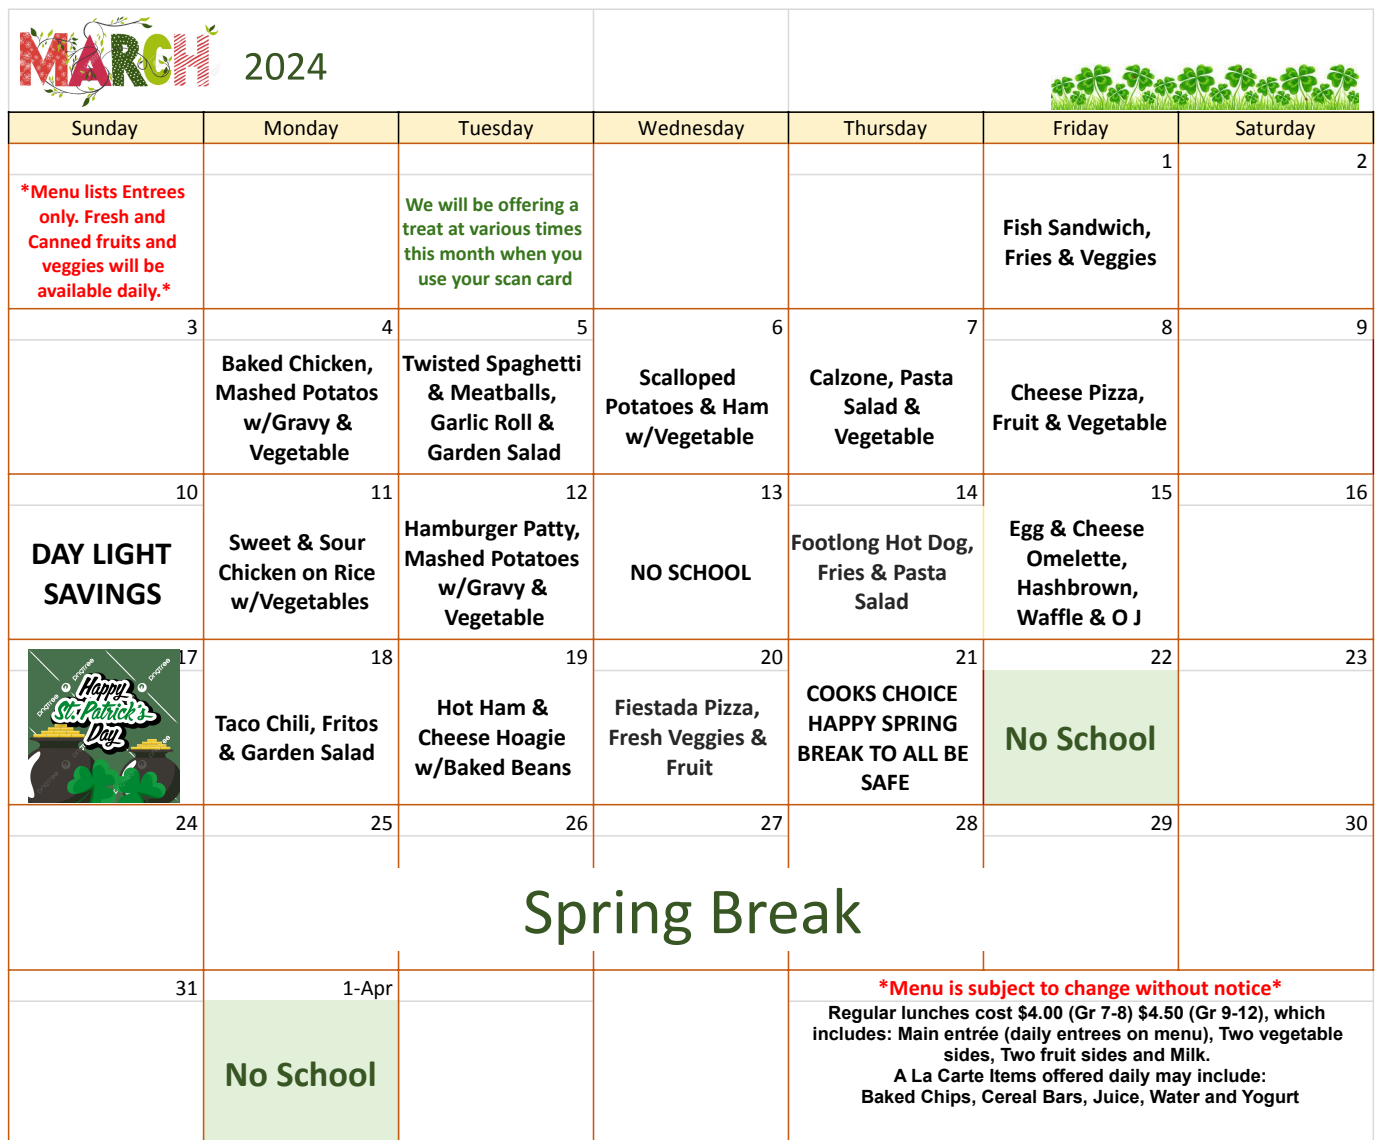 MARCH 2024
Sunday Monday Tuesday Wednesday Thursday Friday Saturday
1 2
*Menu lists Entrees
only. Fresh and
Canned fruits and
veggies will be
available daily.*
We will be offering a
treat at various times
this month when you
use your scan card
Fish Sandwich,
Fries & Veggies
3 4 5 6 7 8 9
Baked Chicken,
Mashed Potatos
w/Gravy &
Vegetable
Twisted Spaghetti
& Meatballs,
Garlic Roll &
Garden Salad
Scalloped
Potatoes & Ham
w/Vegetable
Calzone, Pasta
Salad &
Vegetable
Cheese Pizza,
Fruit & Vegetable
10 11 12 13 14 15 16
DAY LIGHT
SAVINGS
Sweet & Sour
Chicken on Rice
w/Vegetables
Hamburger Patty,
Mashed Potatoes
w/Gravy &
Vegetable
NO SCHOOL
Footlong Hot Dog,
Fries & Pasta
Salad
Egg & Cheese
Omelette,
Hashbrown,
Waffle & O J
17 18 19 20 21 22 23
pngtree
pngtree
Happy
St. Patrick's
Day
pngtree
pngtree
Taco Chili, Fritos
& Garden Salad
Hot Ham &
Cheese Hoagie
w/Baked Beans
Fiestada Pizza,
Fresh Veggies &
Fruit
COOKS CHOICE
HAPPY SPRING
BREAK TO ALL BE
SAFE
No School
24 25 26 27 28 29 30
Spring Break
31 1-Apr
No School
*Menu is subject to change without notice*
Regular lunches cost $4.00 (Gr 7-8) $4.50 (Gr 9-12), which
includes: Main entrée (daily entrees on menu), Two vegetable
sides, Two fruit sides and Milk.
A La Carte Items offered daily may include:
Baked Chips, Cereal Bars, Juice, Water and Yogurt